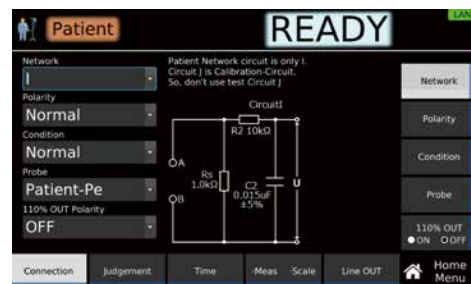 LAN
Patient
READY
Network
I
Polarity
Normal
Condition
Normal
Probe
Patient-Pe
110% OUT Polarity
OFF
Patient Network circuit is only I.
Circuit J is Calibration-Circuit.
So, don't use test Circuit J
CircuitI
R2 10kΩ
A
Rs
1.0kΩ
B
C2
0.015uF
±5%
U
Network
Polarity
Condition
Probe
110% OUT
ON OFF
Connection
Judgement
Time
-Meas -Scale
Line OUT
Home
Menu